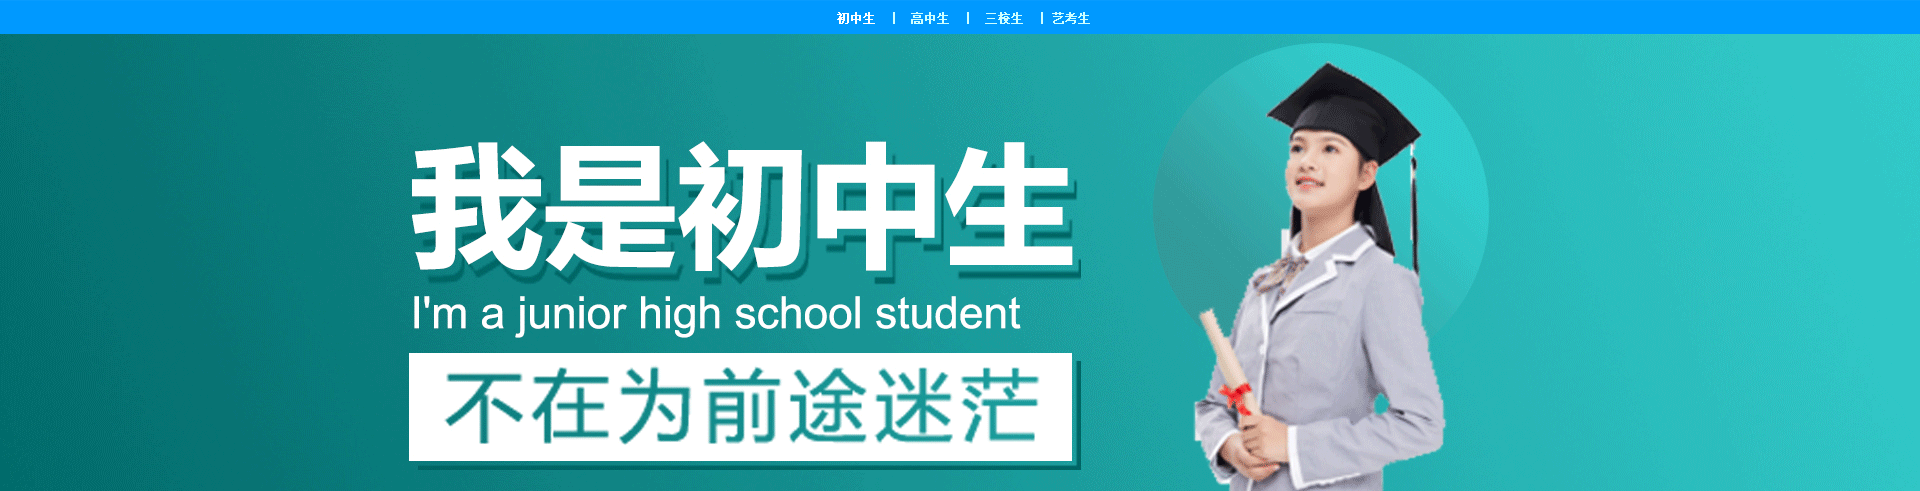 初中生 | 高中生 | 三校生 | 艺考生
我是初中生
I'm a junior high school student
不在为前途迷茫